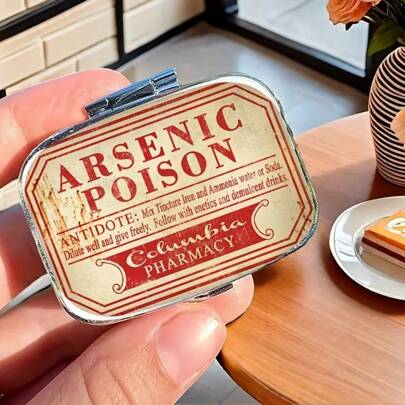 ARSENIC
POISON
ANTIDOTE: Mix Tincture Iron and Ammonia water or Soda.
Dilute well and give freely. Follow with enetics and demulcent drinks.
Columbia
PHARMACY